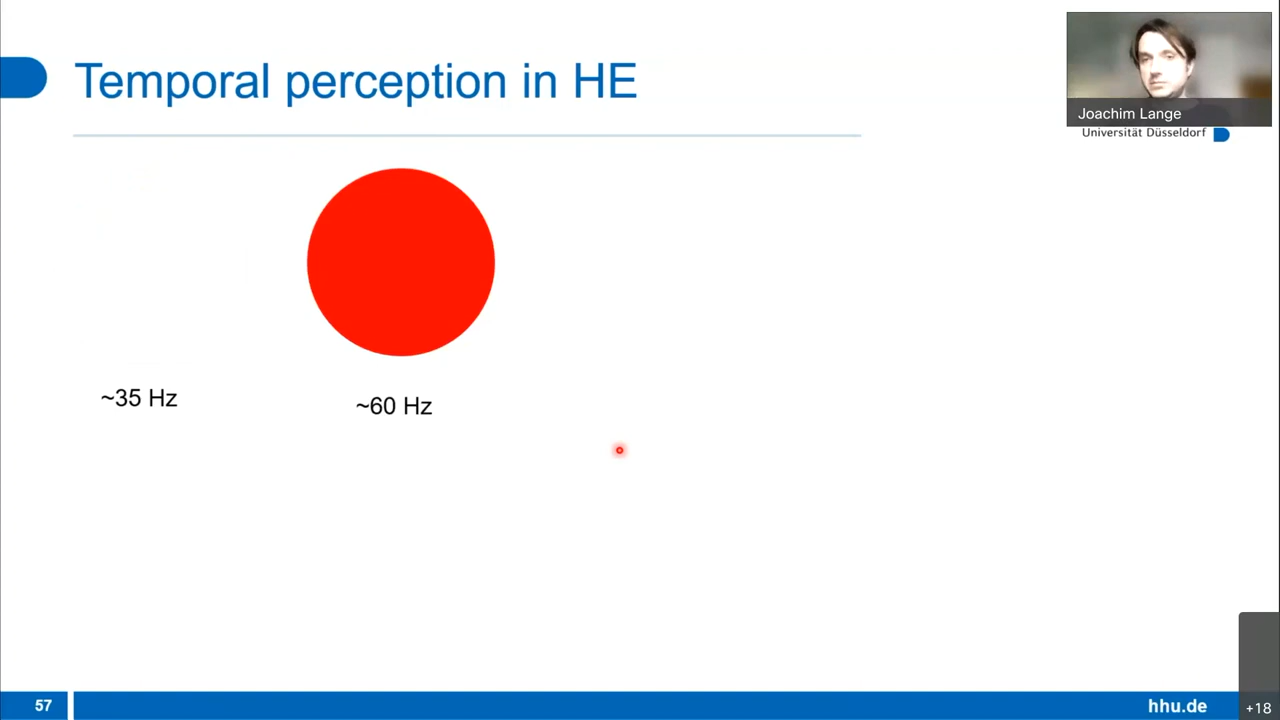 Temporal perception in HE
Joachim Lange
Universität Düsseldorf
~35 Hz
~60 Hz
57
hhu.de
+18